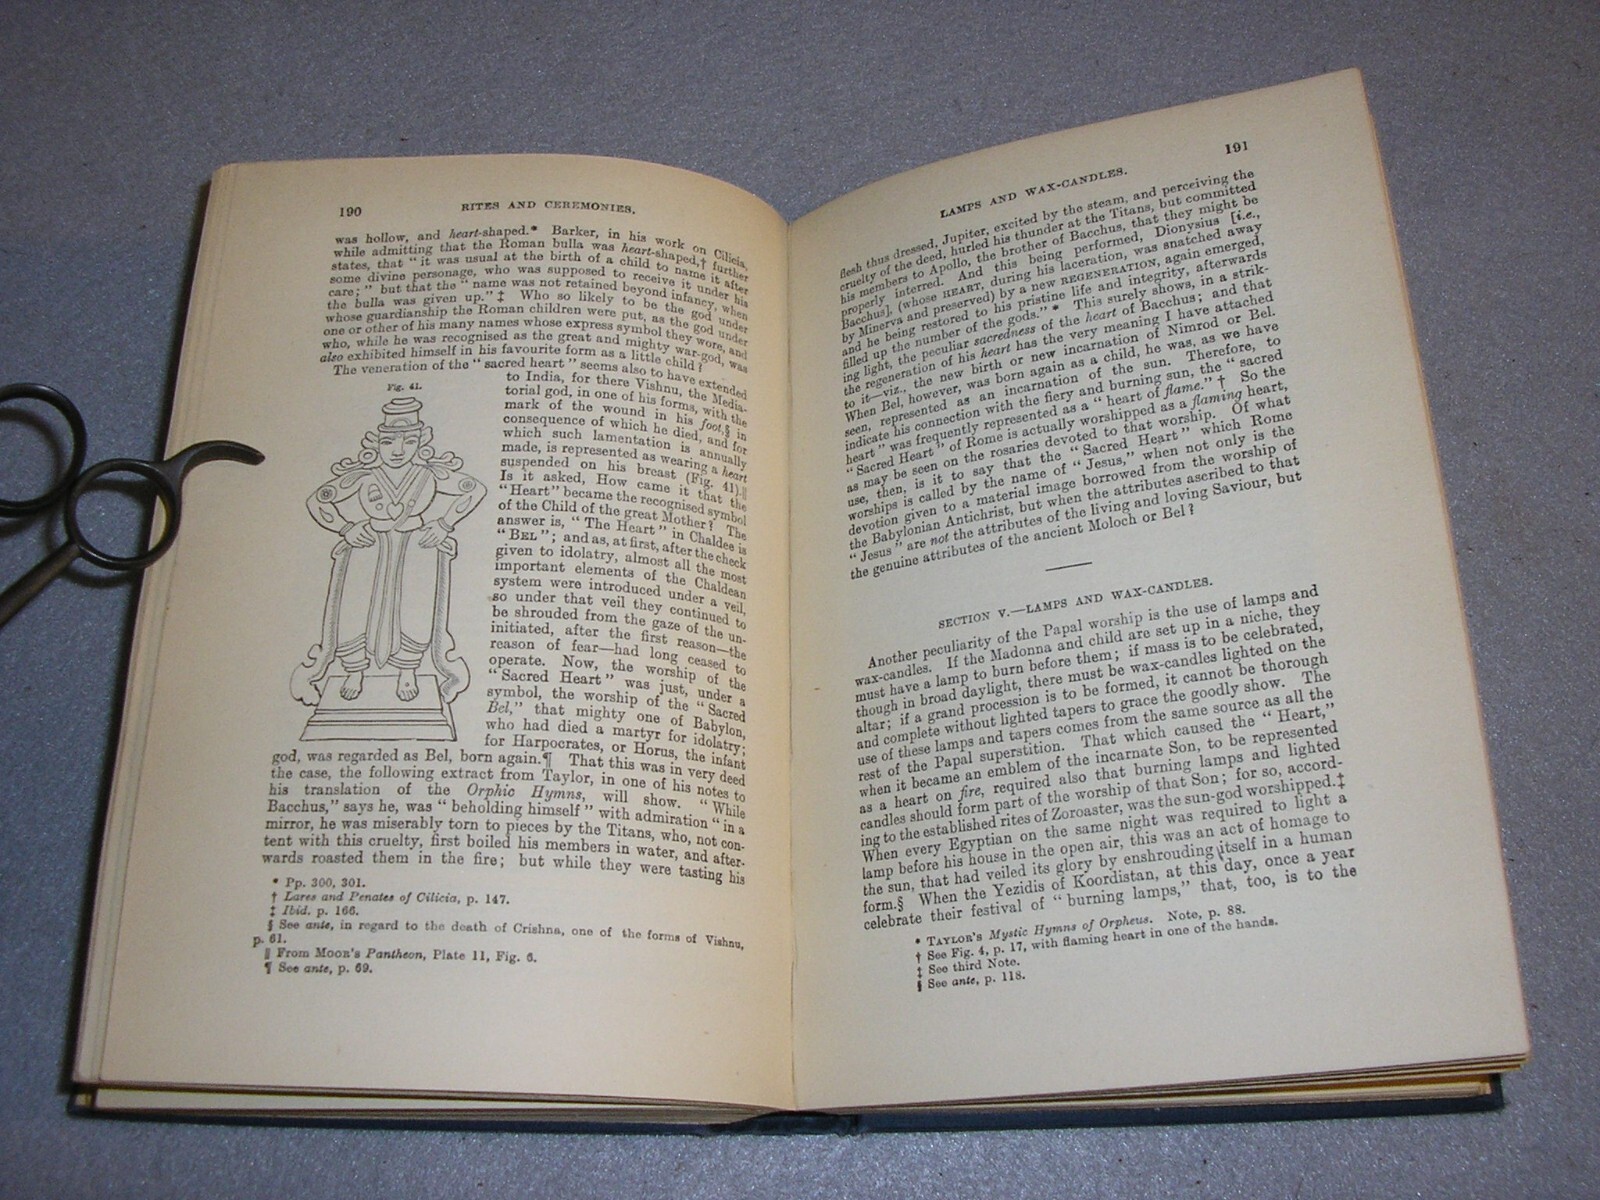 190
RITES AND CEREMONIES.
was hollow, and heart-shaped.* Barker, in his work on Cilicia,
while admitting that the Roman bulla was heart-shaped,† further
states, that "it was usual at the birth of a child to name it after
some divine personage, who was supposed to receive it under his
care;" but that the "name was not retained beyond infancy, when
the bulla was given up."‡ Who so likely to be the god under
whose guardianship the Roman children were put, as the god under
one or other of his many names whose express symbol they wore, and
who, while he was recognised as the great and mighty war-god, was
also exhibited himself in his favourite form as a little child?
The veneration of the "sacred heart" seems also to have extended
Fig. 41.
to India, for there Vishnu, the Media-
torial god, in one of his forms, with the
mark of the wound in his foot,§ in
consequence of which he died, and for
which such lamentation is annually
made, is represented as wearing a heart
suspended on his breast (Fig. 41).‖
Is it asked, How came it that the
"Heart" became the recognised symbol
of the Child of the great Mother? The
answer is, "The Heart" in Chaldee is
"BEL"; and as, at first, after the check
given to idolatry, almost all the most
important elements of the Chaldean
system were introduced under a veil,
so under that veil they continued to
be shrouded from the gaze of the un-
initiated, after the first reason—the
reason of fear—had long ceased to
operate. Now, the worship of the
"Sacred Heart" was just, under a
symbol, the worship of the "Sacred
Bel," that mighty one of Babylon,
who had died a martyr for idolatry;
for Harpocrates, or Horus, the infant
god, was regarded as Bel, born again.¶ That this was in very deed
the case, the following extract from Taylor, in one of his notes to
his translation of the Orphic Hymns, will show. "While
Bacchus," says he, was "beholding himself" with admiration "in a
mirror, he was miserably torn to pieces by the Titans, who, not con-
tent with this cruelty, first boiled his members in water, and after-
wards roasted them in the fire; but while they were tasting his
* Pp. 300, 301.
† Lares and Penates of Cilicia, p. 147.
‡ Ibid. p. 166.
§ See ante, in regard to the death of Crishna, one of the forms of Vishnu,
p. 61.
‖ From MOOR'S Pantheon, Plate 11, Fig. 6.
¶ See ante, p. 69.
191
LAMPS AND WAX-CANDLES.
flesh thus dressed, Jupiter, excited by the steam, and perceiving the
cruelty of the deed, hurled his thunder at the Titans, but committed
his members to Apollo, the brother of Bacchus, that they might be
properly interred. And this being performed, Dionysius [i.e.,
Bacchus], (whose HEART, during his laceration, was snatched away
by Minerva and preserved) by a new REGENERATION, again emerged,
and he being restored to his pristine life and integrity, afterwards
filled up the number of the gods."* This surely shows, in a strik-
ing light, the peculiar sacredness of the heart of Bacchus; and that
the regeneration of his heart has the very meaning I have attached
to it—viz., the new birth or new incarnation of Nimrod or Bel.
When Bel, however, was born again as a child, he was, as we have
seen, represented as an incarnation of the sun. Therefore, to
indicate his connection with the fiery and burning sun, the "sacred
heart" was frequently represented as a "heart of flame." † So the
"Sacred Heart" of Rome is actually worshipped as a flaming heart,
as may be seen on the rosaries devoted to that worship. Of what
use, then, is it to say that the "Sacred Heart" which Rome
worships is called by the name of "Jesus," when not only is the
devotion given to a material image borrowed from the worship of
the Babylonian Antichrist, but when the attributes ascribed to that
"Jesus" are not the attributes of the living and loving Saviour, but
the genuine attributes of the ancient Moloch or Bel?
SECTION V.—LAMPS AND WAX-CANDLES.
Another peculiarity of the Papal worship is the use of lamps and
wax-candles. If the Madonna and child are set up in a niche, they
must have a lamp to burn before them; if mass is to be celebrated,
though in broad daylight, there must be wax-candles lighted on the
altar; if a grand procession is to be formed, it cannot be thorough
and complete without lighted tapers to grace the goodly show. The
use of these lamps and tapers comes from the same source as all the
rest of the Papal superstition. That which caused the "Heart,"
when it became an emblem of the incarnate Son, to be represented
as a heart on fire, required also that burning lamps and lighted
candles should form part of the worship of that Son; for so, accord-
ing to the established rites of Zoroaster, was the sun-god worshipped.‡
When every Egyptian on the same night was required to light a
lamp before his house in the open air, this was an act of homage to
the sun, that had veiled its glory by enshrouding itself in a human
form.§ When the Yezidis of Koordistan, at this day, once a year
celebrate their festival of "burning lamps," that, too, is to the
* TAYLOR'S Mystic Hymns of Orpheus. Note, p. 88.
† See Fig. 4, p. 17, with flaming heart in one of the hands.
‡ See third Note.
§ See ante, p. 118.